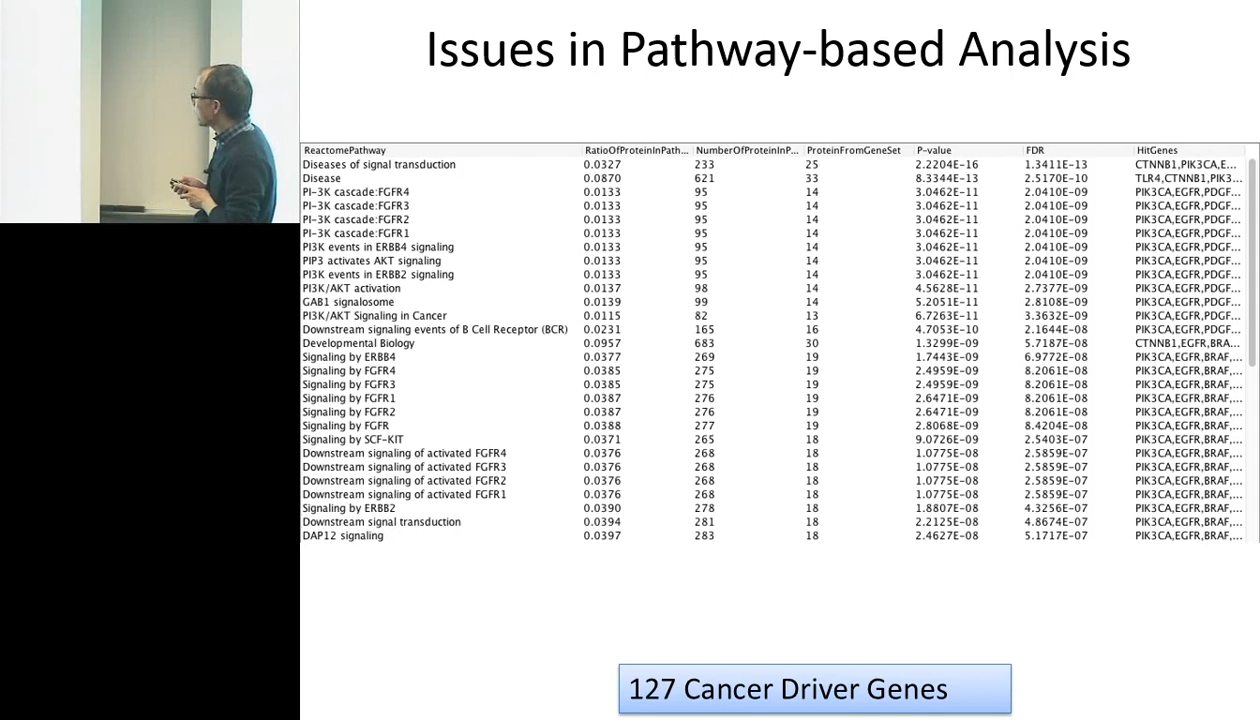 Issues in Pathway-based Analysis
ReactomePathway RatioOfProteinInPath... NumberOfProteinInP... ProteinFromGeneSet P-value FDR HitGenes
Diseases of signal transduction 0.0327 233 25 2.2204E-16 1.3411E-13 CTNNB1,PIK3CA,E...
Disease 0.0870 621 33 8.3344E-13 2.5170E-10 TLR4,CTNNB1,PIK3...
PI-3K cascade:FGFR4 0.0133 95 14 3.0462E-11 2.0410E-09 PIK3CA,EGFR,PDGF...
PI-3K cascade:FGFR3 0.0133 95 14 3.0462E-11 2.0410E-09 PIK3CA,EGFR,PDGF...
PI-3K cascade:FGFR2 0.0133 95 14 3.0462E-11 2.0410E-09 PIK3CA,EGFR,PDGF...
PI-3K cascade:FGFR1 0.0133 95 14 3.0462E-11 2.0410E-09 PIK3CA,EGFR,PDGF...
PI3K events in ERBB4 signaling 0.0133 95 14 3.0462E-11 2.0410E-09 PIK3CA,EGFR,PDGF...
PIP3 activates AKT signaling 0.0133 95 14 3.0462E-11 2.0410E-09 PIK3CA,EGFR,PDGF...
PI3K events in ERBB2 signaling 0.0133 95 14 3.0462E-11 2.0410E-09 PIK3CA,EGFR,PDGF...
PI3K/AKT activation 0.0137 98 14 4.5628E-11 2.7377E-09 PIK3CA,EGFR,PDGF...
GAB1 signalosome 0.0139 99 14 5.2051E-11 2.8108E-09 PIK3CA,EGFR,PDGF...
PI3K/AKT Signaling in Cancer 0.0115 82 13 6.7263E-11 3.3632E-09 PIK3CA,EGFR,PDGF...
Downstream signaling events of B Cell Receptor (BCR) 0.0231 165 16 4.7053E-10 2.1644E-08 PIK3CA,EGFR,PDGF...
Developmental Biology 0.0957 683 30 1.3299E-09 5.7187E-08 CTNNB1,EGFR,BRA...
Signaling by ERBB4 0.0377 269 19 1.7443E-09 6.9772E-08 PIK3CA,EGFR,BRAF,...
Signaling by FGFR4 0.0385 275 19 2.4959E-09 8.2061E-08 PIK3CA,EGFR,BRAF,...
Signaling by FGFR3 0.0385 275 19 2.4959E-09 8.2061E-08 PIK3CA,EGFR,BRAF,...
Signaling by FGFR1 0.0387 276 19 2.6471E-09 8.2061E-08 PIK3CA,EGFR,BRAF,...
Signaling by FGFR2 0.0387 276 19 2.6471E-09 8.2061E-08 PIK3CA,EGFR,BRAF,...
Signaling by FGFR 0.0388 277 19 2.8068E-09 8.4204E-08 PIK3CA,EGFR,BRAF,...
Signaling by SCF-KIT 0.0371 265 18 9.0726E-09 2.5403E-07 PIK3CA,EGFR,BRAF,...
Downstream signaling of activated FGFR4 0.0376 268 18 1.0775E-08 2.5859E-07 PIK3CA,EGFR,BRAF,...
Downstream signaling of activated FGFR3 0.0376 268 18 1.0775E-08 2.5859E-07 PIK3CA,EGFR,BRAF,...
Downstream signaling of activated FGFR2 0.0376 268 18 1.0775E-08 2.5859E-07 PIK3CA,EGFR,BRAF,...
Downstream signaling of activated FGFR1 0.0376 268 18 1.0775E-08 2.5859E-07 PIK3CA,EGFR,BRAF,...
Signaling by ERBB2 0.0390 278 18 1.8807E-08 4.3256E-07 PIK3CA,EGFR,BRAF,...
Downstream signal transduction 0.0394 281 18 2.2125E-08 4.8674E-07 PIK3CA,EGFR,BRAF,...
DAP12 signaling 0.0397 283 18 2.4627E-08 5.1717E-07 PIK3CA,EGFR,BRAF,...
127 Cancer Driver Genes